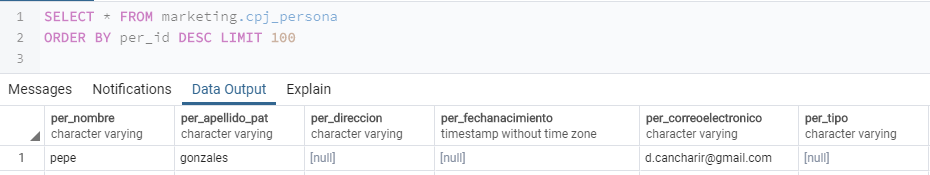 1 SELECT * FROM marketing.cpj_persona
2 ORDER BY per_id DESC LIMIT 100
3
Messages Notifications Data Output Explain
per_nombre per_apellido_pat per_direccion per_fechanacimiento per_correoelectronico per_tipo
character varying character varying character varying timestamp without time zone character varying character varying
1 pepe gonzales [null] [null] d.cancharir@gmail.com [null]